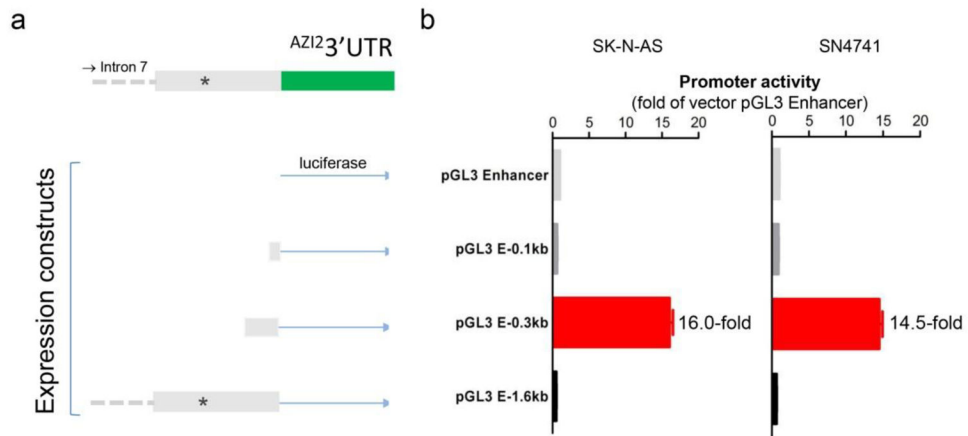 a
AZI2 3'UTR
→ Intron 7
*
Expression constructs
luciferase
*
b
SK-N-AS
SN4741
Promoter activity
(fold of vector pGL3 Enhancer)
0 5 10 15 20
0 5 10 15 20
pGL3 Enhancer
pGL3 E-0.1kb
pGL3 E-0.3kb
16.0-fold
14.5-fold
pGL3 E-1.6kb